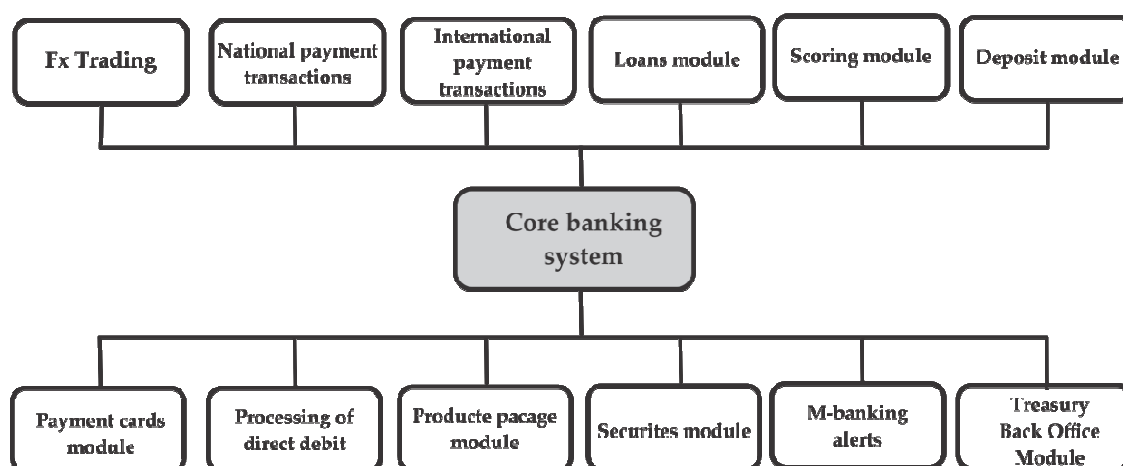 Fx Trading
National payment
transactions
International
payment
transactions
Loans module
Scoring module
Deposit module
Core banking
system
Payment cards
module
Processing of
direct debit
Producte pacage
module
Securites module
M-banking
alerts
Treasury
Back Office
Module